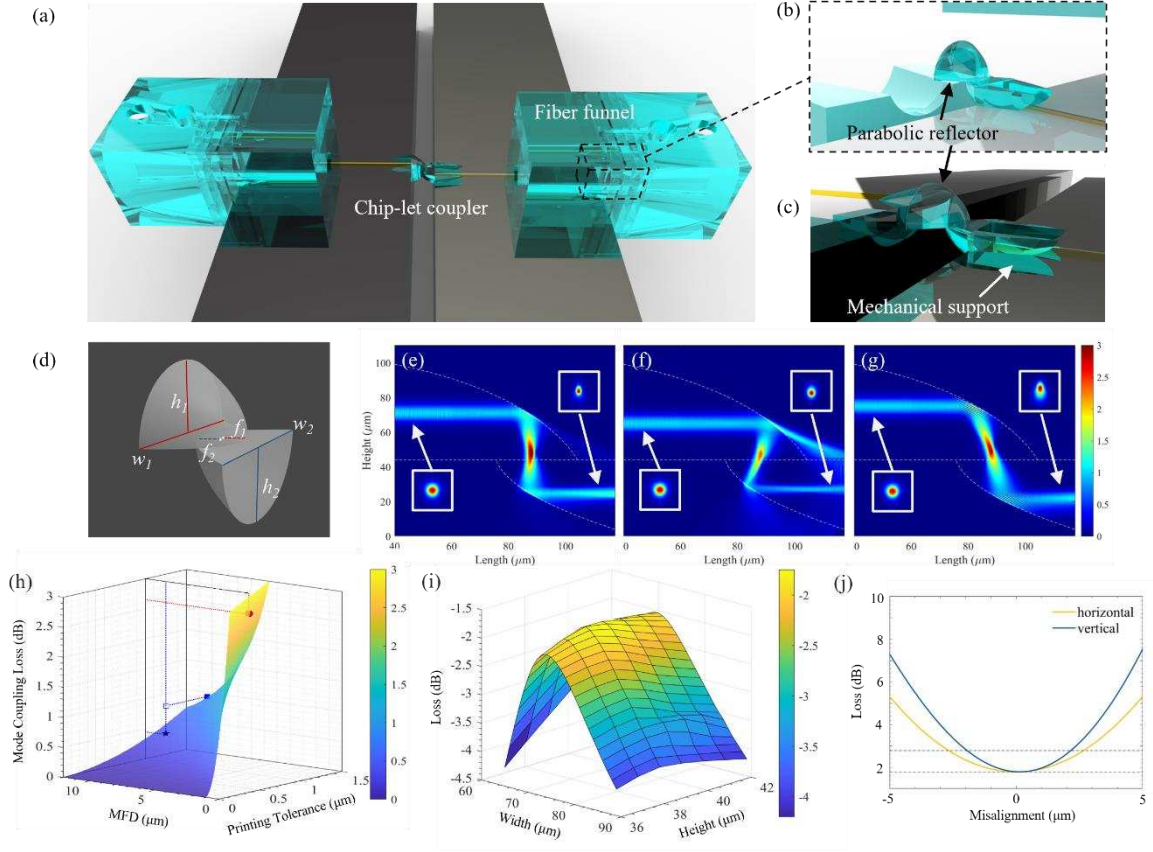 (a)
Fiber funnel
Chip-let coupler
(b)
Parabolic reflector
(c)
Mechanical support
(d)
h1
f1
w2
f2
w1
h2
(e)
(f)
(g)
Height (μm)
100
80
60
40
20
0
40 60 80 100
Length (μm)
0 60 80 100
Length (μm)
0 60 80 100
Length (μm)
3
2.5
2
1.5
1
0.5
0
(h)
Mode Coupling Loss (dB)
3
2.5
2
1.5
1
0.5
0
10 5 0
MFD (μm)
0 0.5 1 1.5
Printing Tolerance (μm)
3
2.5
2
1.5
1
0.5
0
(i)
Loss (dB)
-1.5
-2
-2.5
-3
-3.5
-4
-4.5
60 70 80 90
Width (μm)
36 38 40 42
Height (μm)
-2
-2.5
-3
-3.5
-4
(j)
horizontal
vertical
Loss (dB)
10
8
6
4
2
-5 0 5
Misalignment (μm)